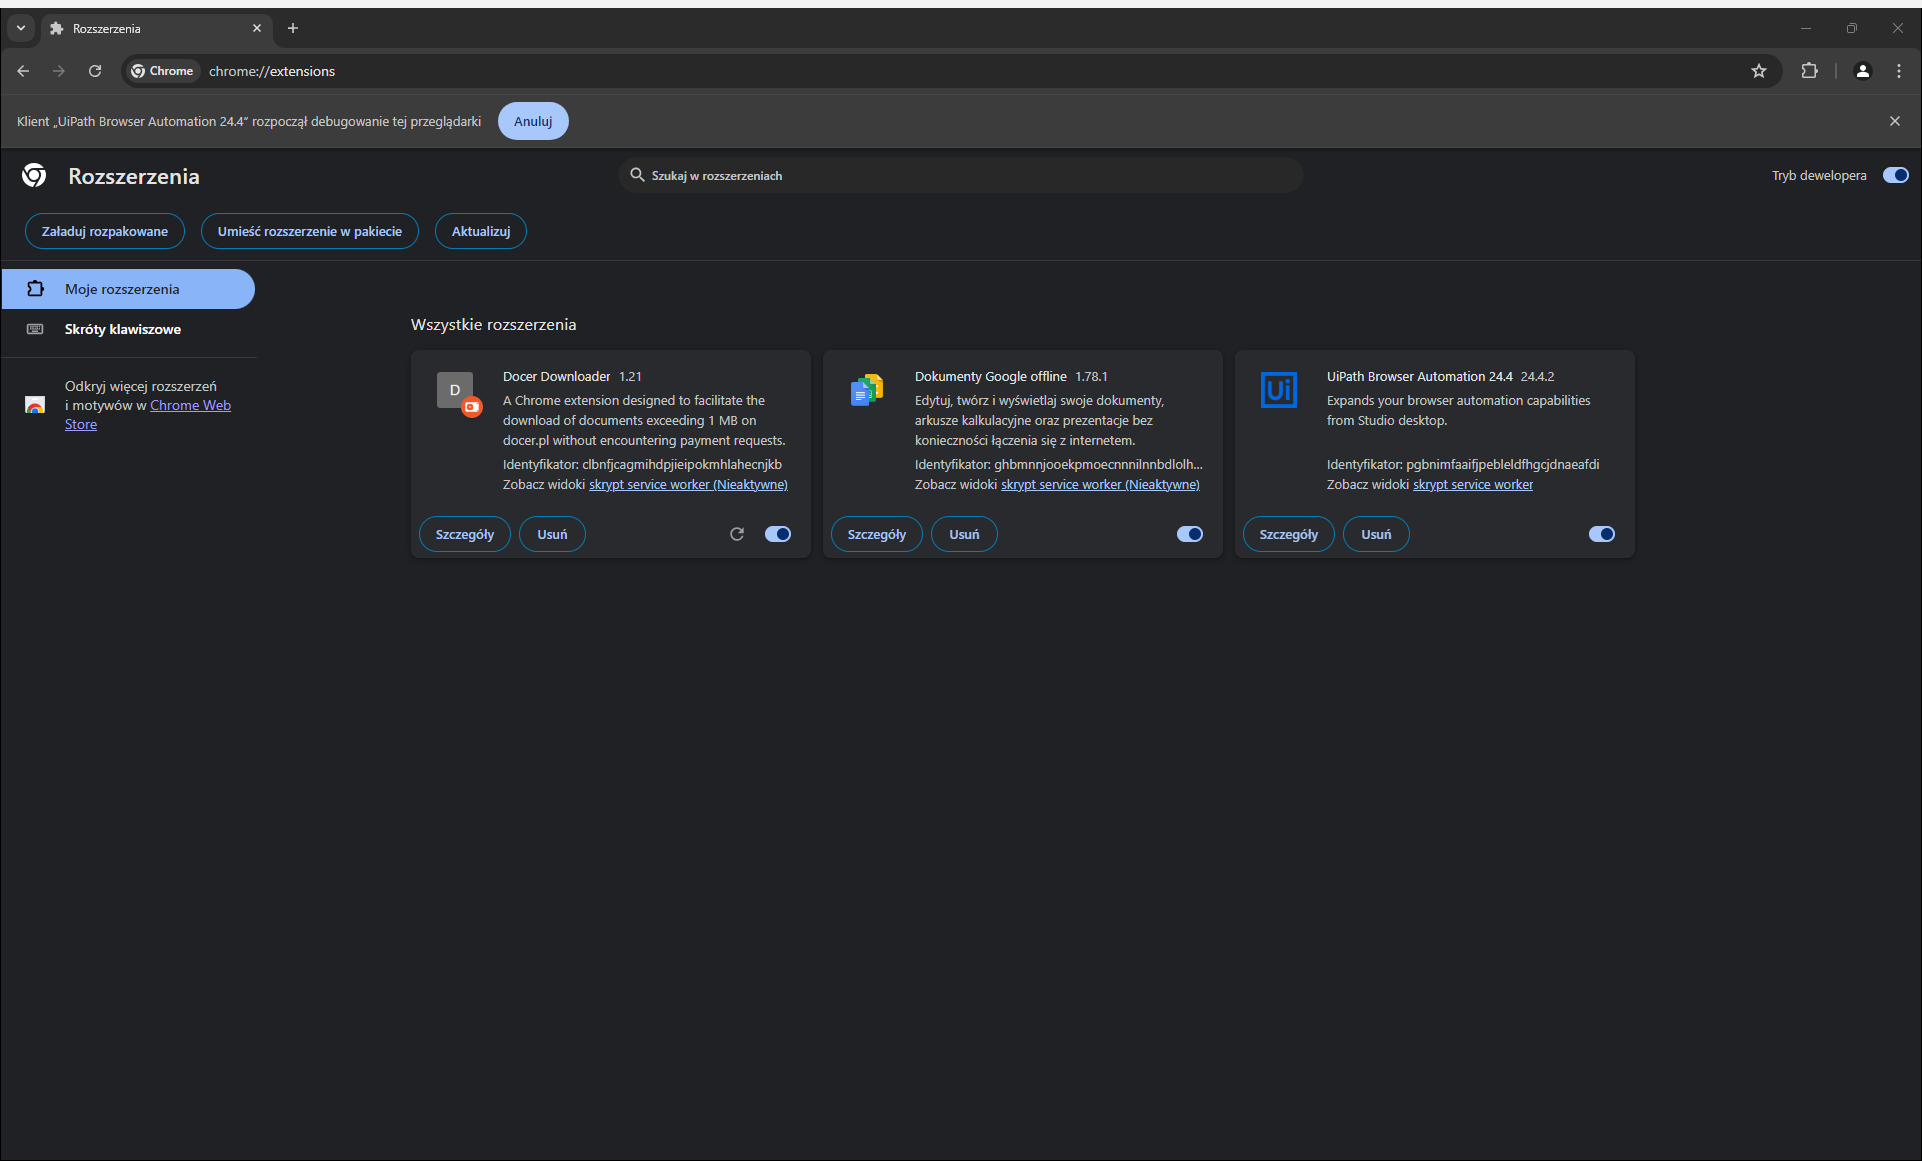 Rozszerzenia
Chrome
chrome://extensions
Klient „UiPath Browser Automation 24.4” rozpoczął debugowanie tej przeglądarki
Anuluj
Rozszerzenia
Szukaj w rozszerzeniach
Tryb dewelopera
Załaduj rozpakowane
Umieść rozszerzenie w pakiecie
Aktualizuj
Moje rozszerzenia
Skróty klawiszowe
Odkryj więcej rozszerzeń
i motywów w Chrome Web
Store
Wszystkie rozszerzenia
D
Docer Downloader 1.21
A Chrome extension designed to facilitate the
download of documents exceeding 1 MB on
docer.pl without encountering payment requests.
Identyfikator: clbnfjcagmihdpjieipokmhlahecnjkb
Zobacz widoki skrypt service worker (Nieaktywne)
Szczegóły
Usuń
Dokumenty Google offline 1.78.1
Edytuj, twórz i wyświetlaj swoje dokumenty,
arkusze kalkulacyjne oraz prezentacje bez
konieczności łączenia się z internetem.
Identyfikator: ghbmnnjooekpmoecnnnilnnbdlolh...
Zobacz widoki skrypt service worker (Nieaktywne)
Szczegóły
Usuń
Ui
UiPath Browser Automation 24.4 24.4.2
Expands your browser automation capabilities
from Studio desktop.
Identyfikator: pgbnimfaaifjpebleldfhgcjdnaeafdi
Zobacz widoki skrypt service worker
Szczegóły
Usuń